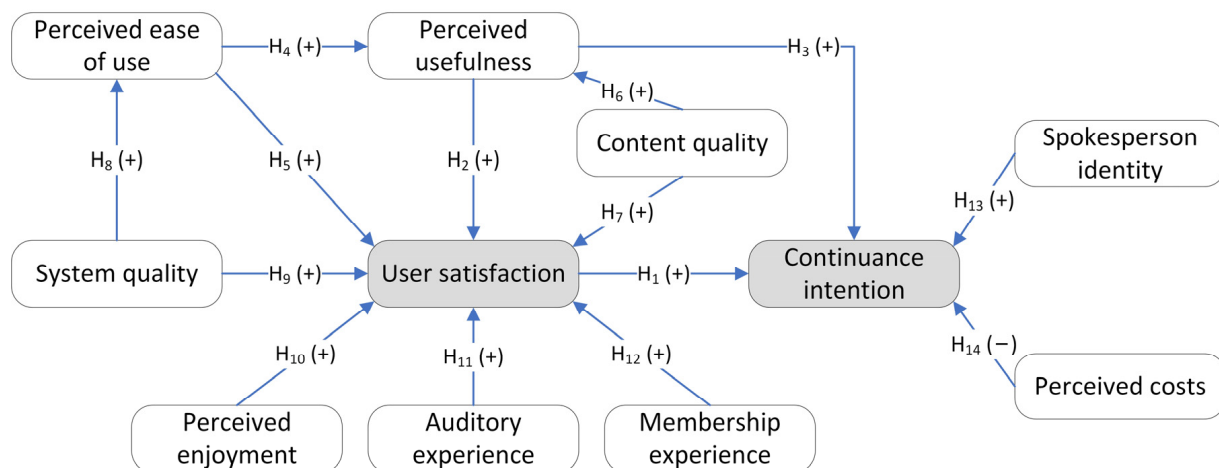 Perceived ease
of use
H₄ (+)
Perceived
usefulness
H₃ (+)
H₆ (+)
H₈ (+)
H₅ (+)
H₂ (+)
Content quality
Spokesperson
identity
H₇ (+)
H₁₃ (+)
System quality
H₉ (+)
User satisfaction
H₁ (+)
Continuance
intention
H₁₀ (+)
H₁₁ (+)
H₁₂ (+)
H₁₄ (−)
Perceived
enjoyment
Auditory
experience
Membership
experience
Perceived costs